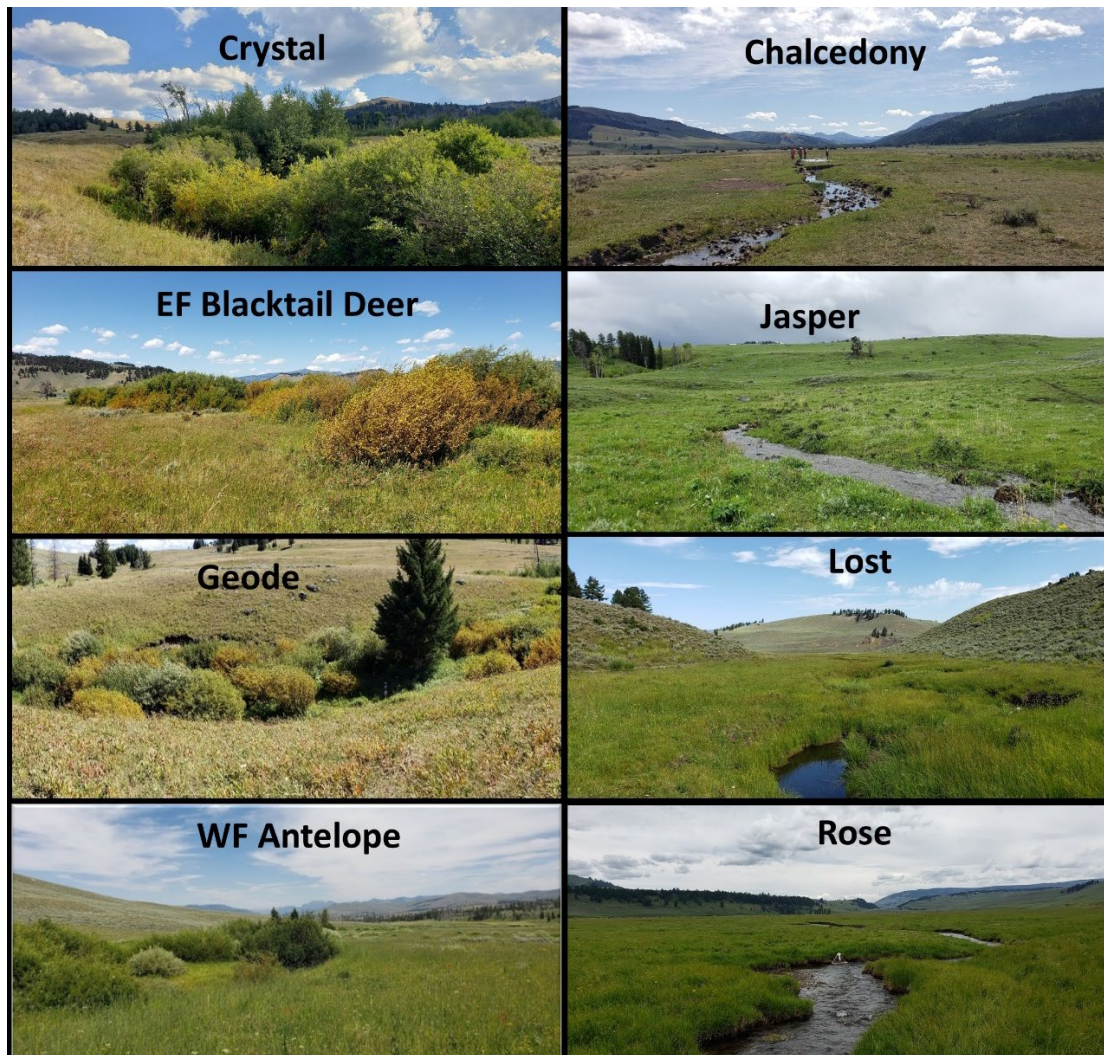 Crystal
Chalcedony
EF Blacktail Deer
Jasper
Geode
Lost
WF Antelope
Rose